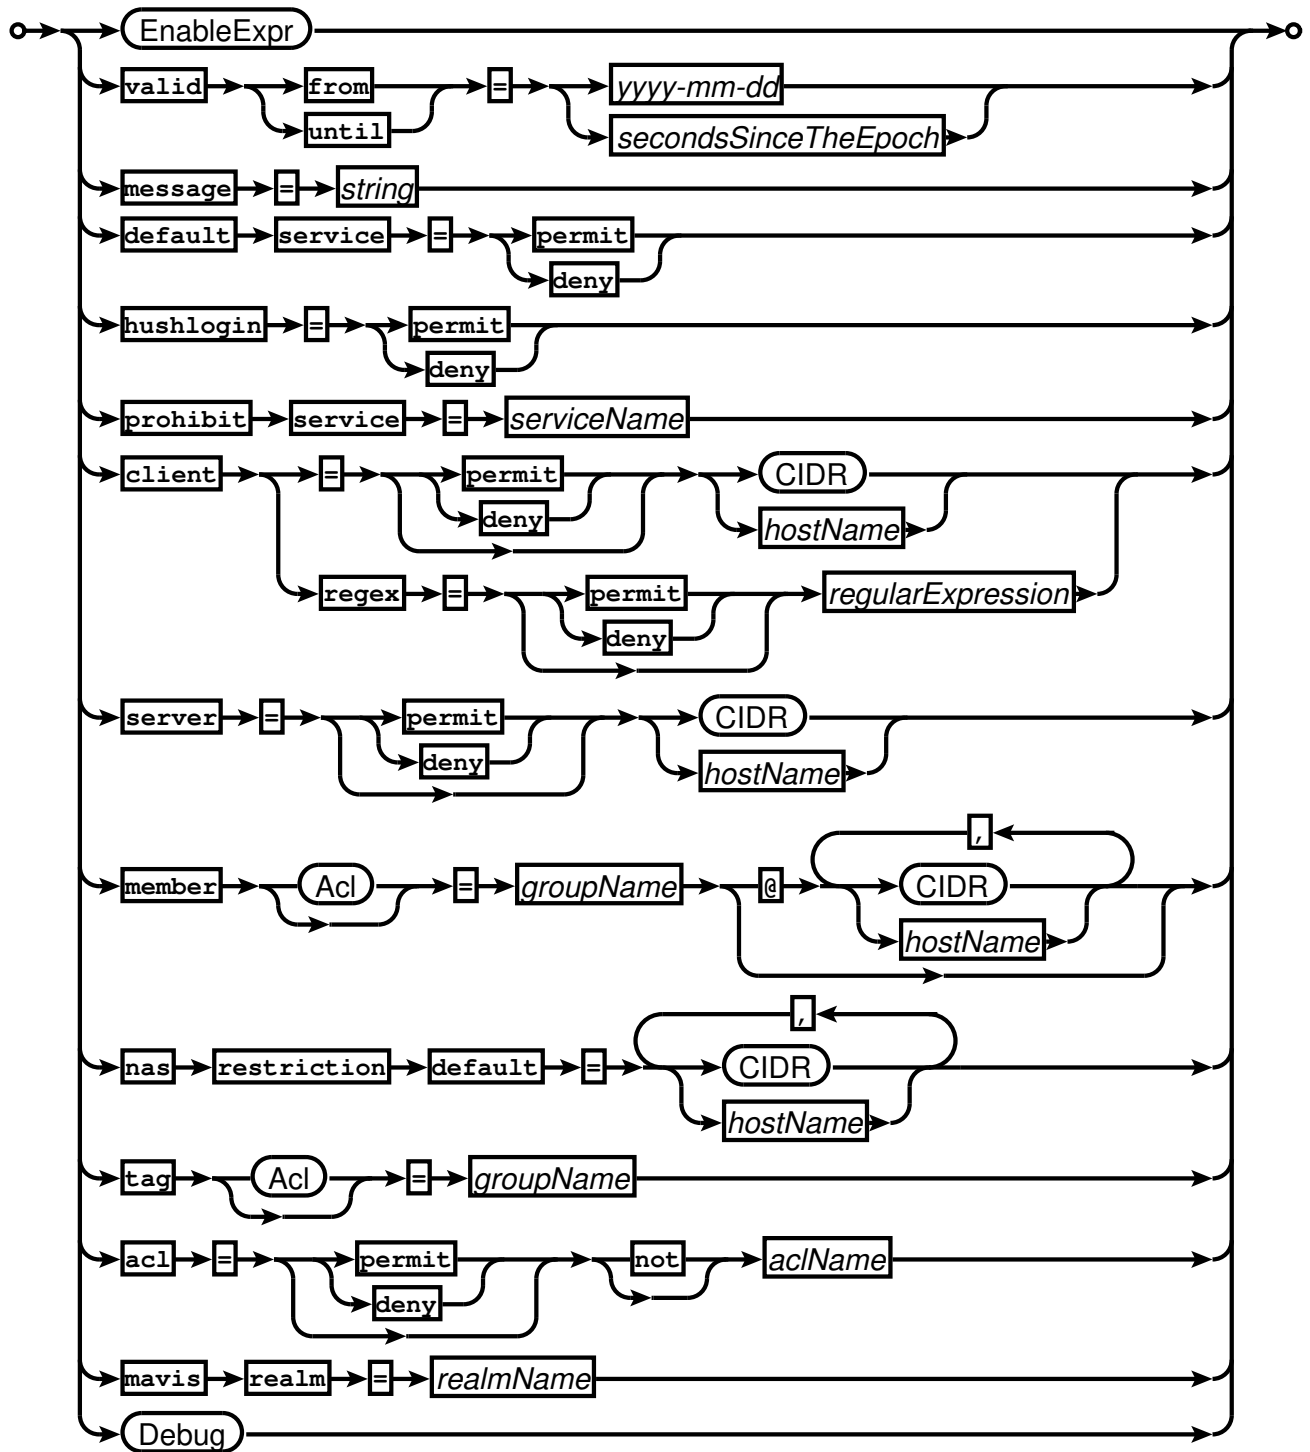 EnableExpr
valid from = yyyy-mm-dd
until secondsSinceTheEpoch
message = string
default service = permit
deny
hushlogin = permit
deny
prohibit service = serviceName
client = permit CIDR
deny hostName
regex = permit regularExpression
deny
server = permit CIDR
deny hostName
,
member Acl = groupName @ CIDR
hostName
,
nas restriction default = CIDR
hostName
tag Acl = groupName
acl = permit not aclName
deny
mavis realm = realmName
Debug